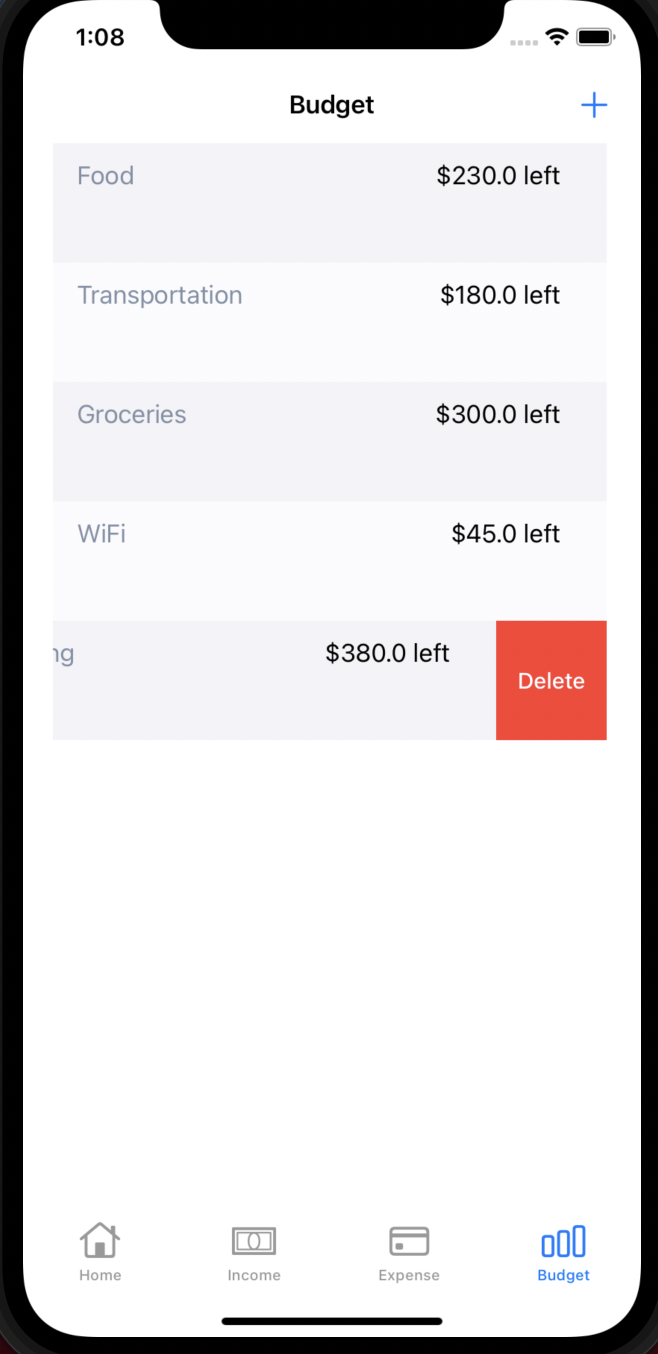 1:08
Budget
Food $230.0 left
Transportation $180.0 left
Groceries $300.0 left
WiFi $45.0 left
ng $380.0 left Delete
Home Income Expense Budget